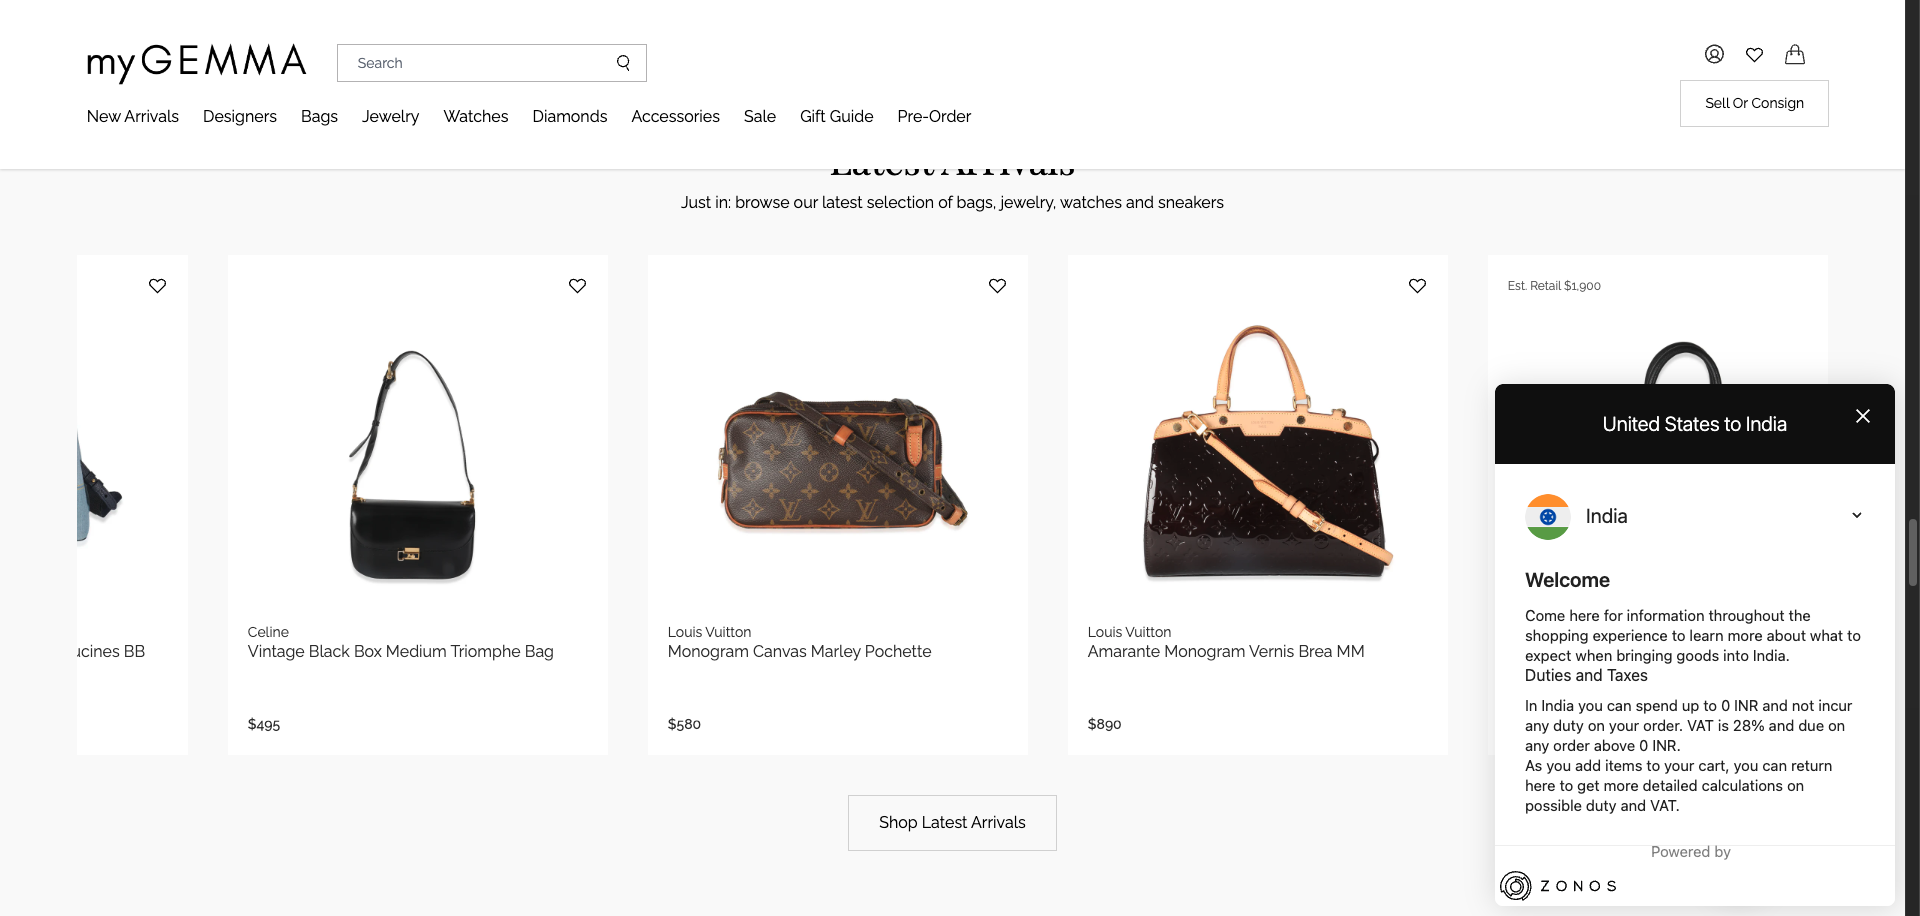 myGEMMA
Search
Sell Or Consign
New Arrivals Designers Bags Jewelry Watches Diamonds Accessories Sale Gift Guide Pre-Order
Latest Arrivals
Just in: browse our latest selection of bags, jewelry, watches and sneakers
ucines BB
Celine
Vintage Black Box Medium Triomphe Bag
$495
Louis Vuitton
Monogram Canvas Marley Pochette
$580
Louis Vuitton
Amarante Monogram Vernis Brea MM
$890
Est. Retail $1,900
Shop Latest Arrivals
United States to India
India
Welcome
Come here for information throughout the
shopping experience to learn more about what to
expect when bringing goods into India.
Duties and Taxes
In India you can spend up to 0 INR and not incur
any duty on your order. VAT is 28% and due on
any order above 0 INR.
As you add items to your cart, you can return
here to get more detailed calculations on
possible duty and VAT.
Powered by
ZONOS